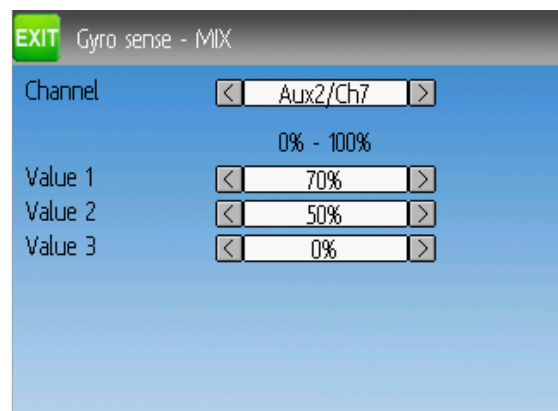 EXIT Gyro sense - MIX
Channel < Aux2/Ch7 >
0% - 100%
Value 1 < 70% >
Value 2 < 50% >
Value 3 < 0% >